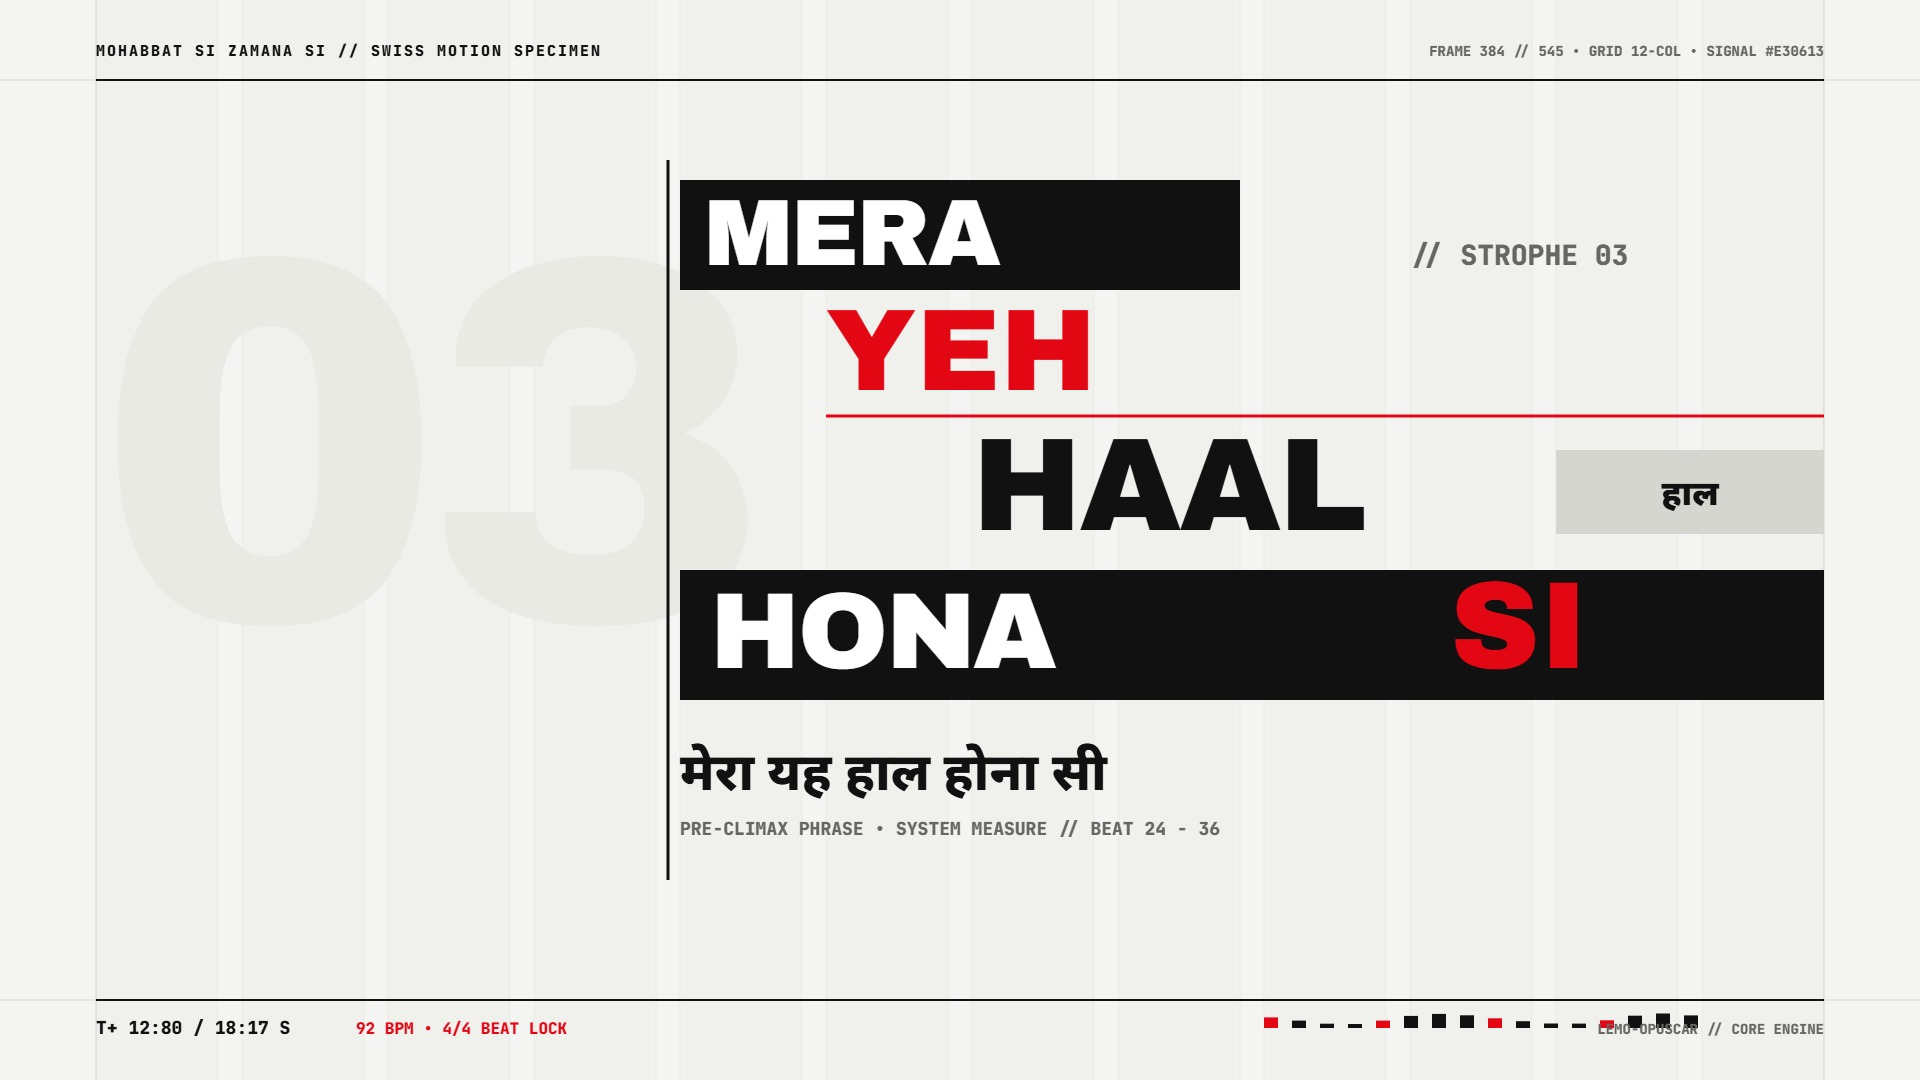 MOHABBAT SI ZAMANA SI // SWISS MOTION SPECIMEN
FRAME 384 // 545 • GRID 12-COL • SIGNAL #E30613
03
MERA
// STROPHE 03
YEH
HAAL
हाल
HONA SI
मेरा यह हाल होना सी
PRE-CLIMAX PHRASE • SYSTEM MEASURE // BEAT 24 - 36
T+ 12:80 / 18:17 S
92 BPM • 4/4 BEAT LOCK
LEMO-OPUSCAR // CORE ENGINE